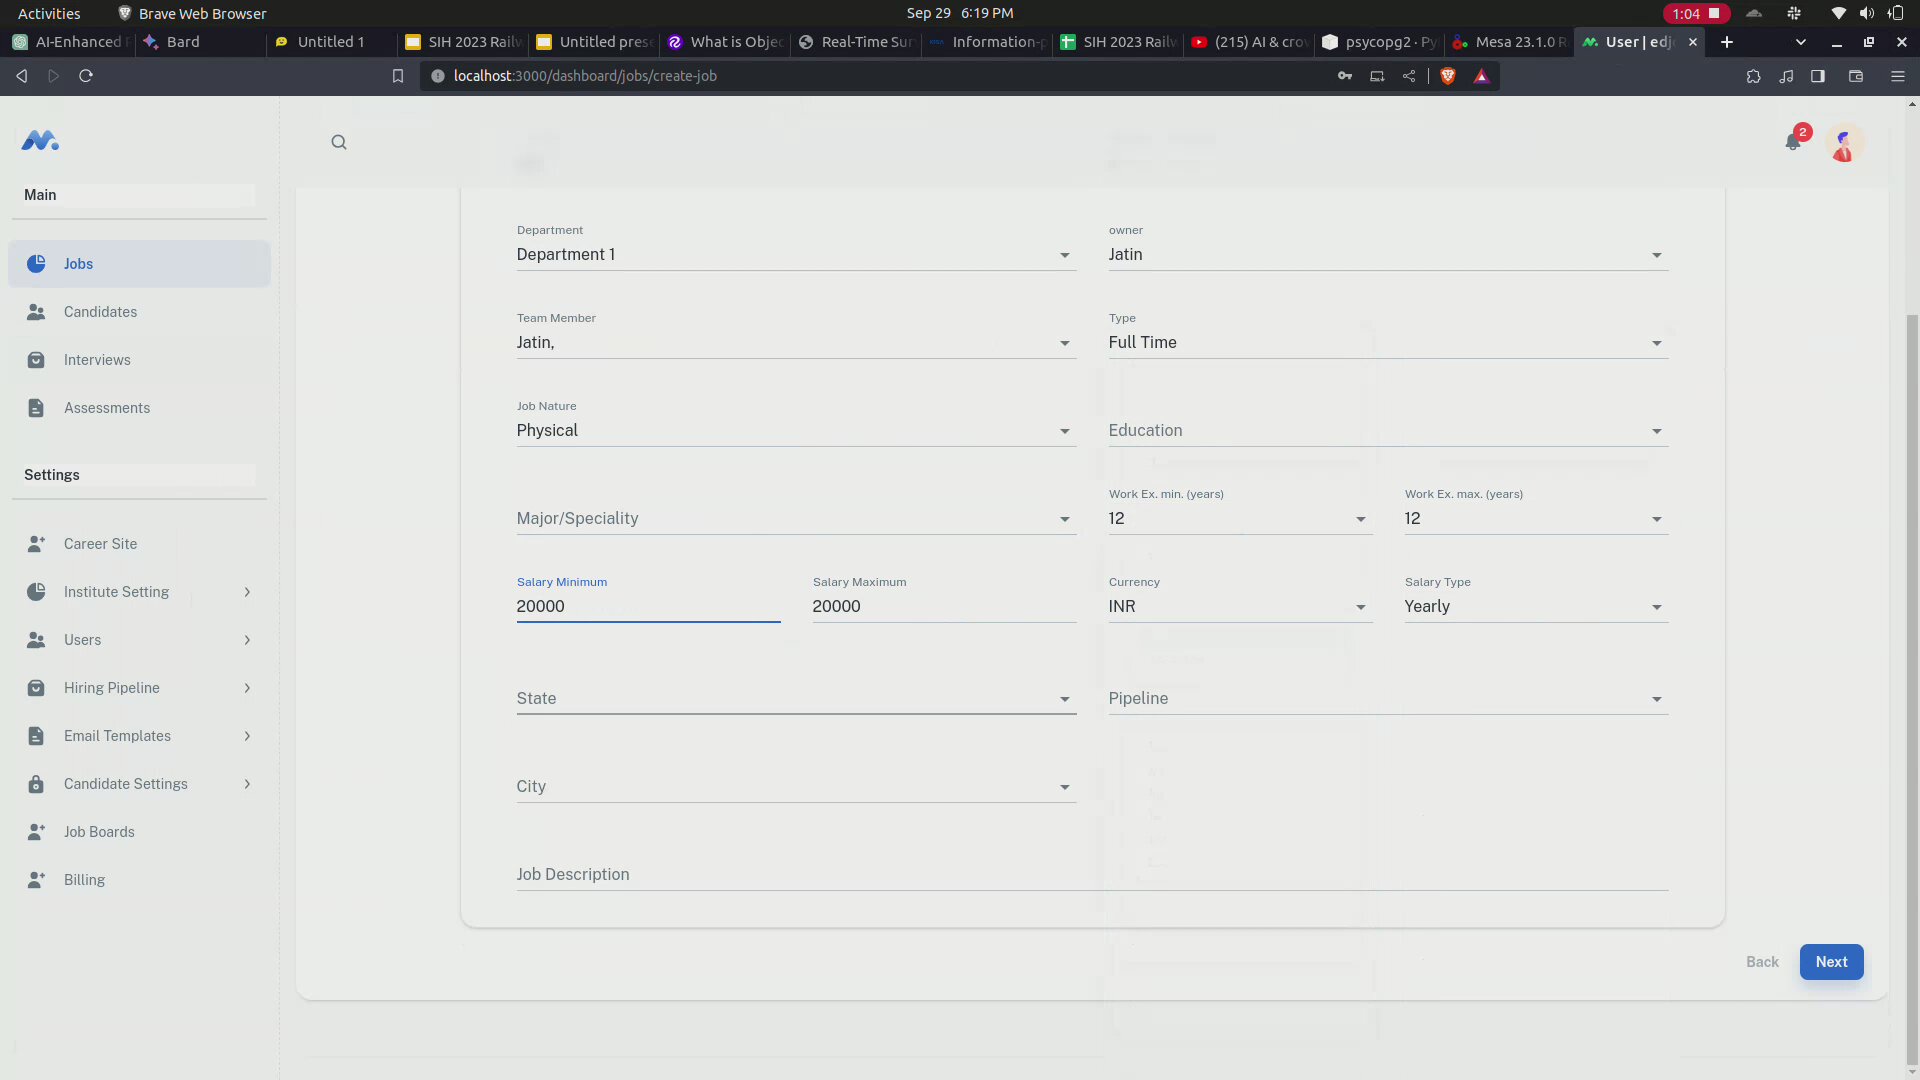 Activities Brave Web Browser Sep 29 6:19 PM 1:04
AI-Enhanced Bard Untitled 1 SIH 2023 Railw Untitled prese What is Objec Real-Time Sur Information-p SIH 2023 Railw (215) AI & crow psycopg2 · Py Mesa 23.1.0 R User | edj
localhost:3000/dashboard/jobs/create-job
2
Main
Jobs
Candidates
Interviews
Assessments
Settings
Career Site
Institute Setting
Users
Hiring Pipeline
Email Templates
Candidate Settings
Job Boards
Billing
Department owner
Department 1 Jatin
Team Member Type
Jatin, Full Time
Job Nature
Physical Education
Work Ex. min. (years) Work Ex. max. (years)
Major/Speciality 12 12
Salary Minimum Salary Maximum Currency Salary Type
20000 20000 INR Yearly
State Pipeline
City
Job Description
Back Next